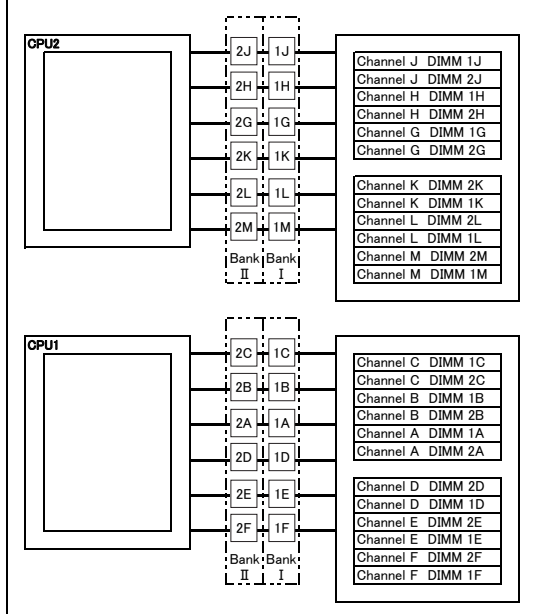 CPU2
2J 1J
2H 1H
2G 1G
2K 1K
2L 1L
2M 1M
Bank Bank
II I
Channel J DIMM 1J
Channel J DIMM 2J
Channel H DIMM 1H
Channel H DIMM 2H
Channel G DIMM 1G
Channel G DIMM 2G
Channel K DIMM 2K
Channel K DIMM 1K
Channel L DIMM 2L
Channel L DIMM 1L
Channel M DIMM 2M
Channel M DIMM 1M
CPU1
2C 1C
2B 1B
2A 1A
2D 1D
2E 1E
2F 1F
Bank Bank
II I
Channel C DIMM 1C
Channel C DIMM 2C
Channel B DIMM 1B
Channel B DIMM 2B
Channel A DIMM 1A
Channel A DIMM 2A
Channel D DIMM 2D
Channel D DIMM 1D
Channel E DIMM 2E
Channel E DIMM 1E
Channel F DIMM 2F
Channel F DIMM 1F